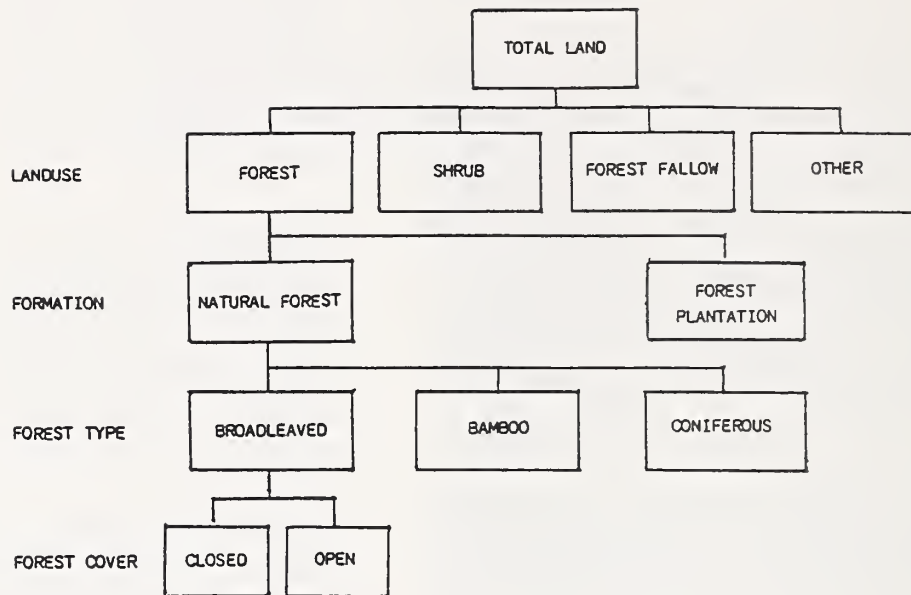 TOTAL LAND
LANDUSE
FOREST
SHRUB
FOREST FALLOW
OTHER
FORMATION
NATURAL FOREST
FOREST
PLANTATION
FOREST TYPE
BROADLEAVED
BAMBOO
CONIFEROUS
FOREST COVER
CLOSED
OPEN